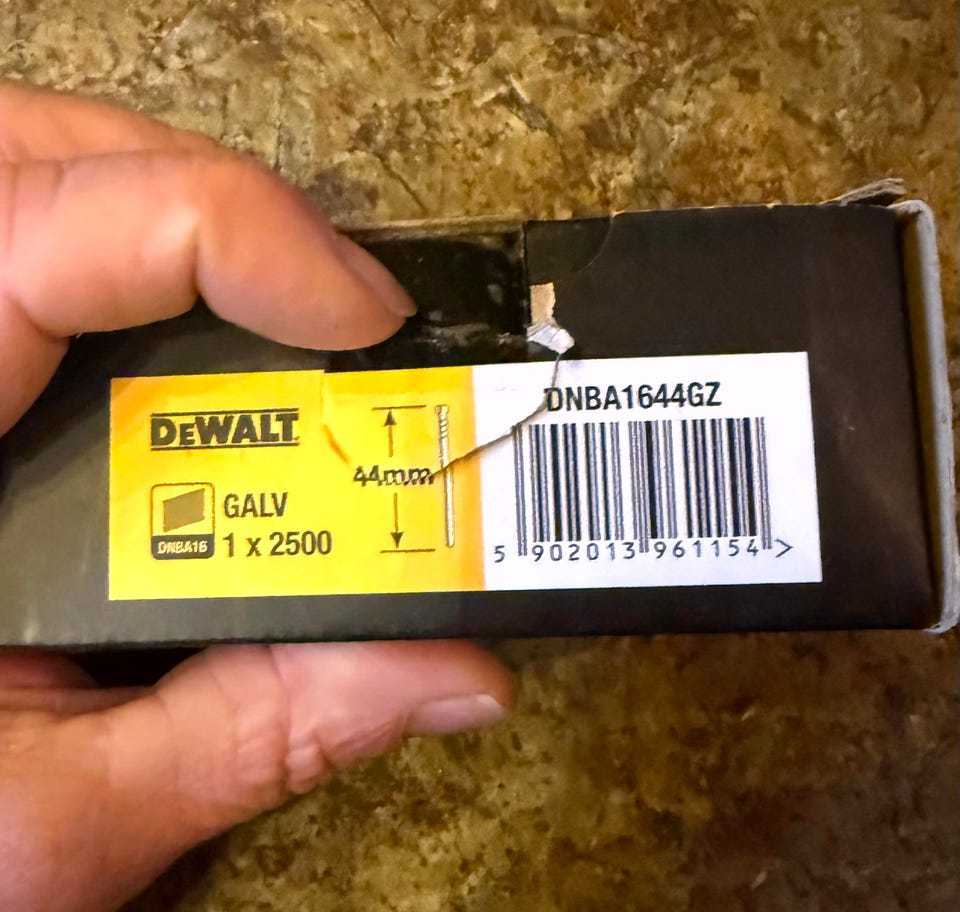 DEWALT
DNBA1644GZ
44mm
GALV
DNBA16
1 x 2500
5 902013 961154 >